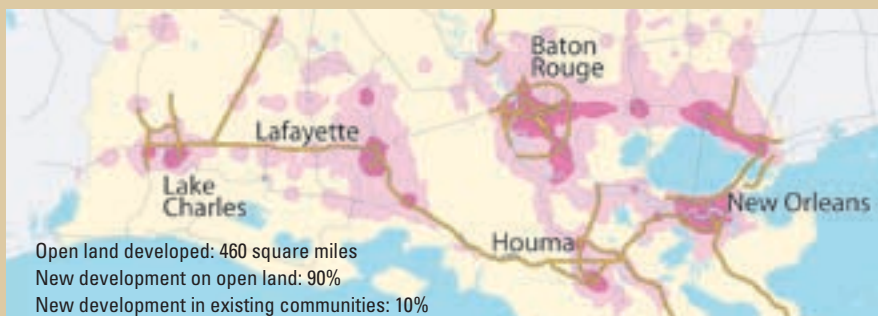 Baton
Rouge
Lafayette
Lake
Charles
New Orleans
Houma
Open land developed: 460 square miles
New development on open land: 90%
New development in existing communities: 10%